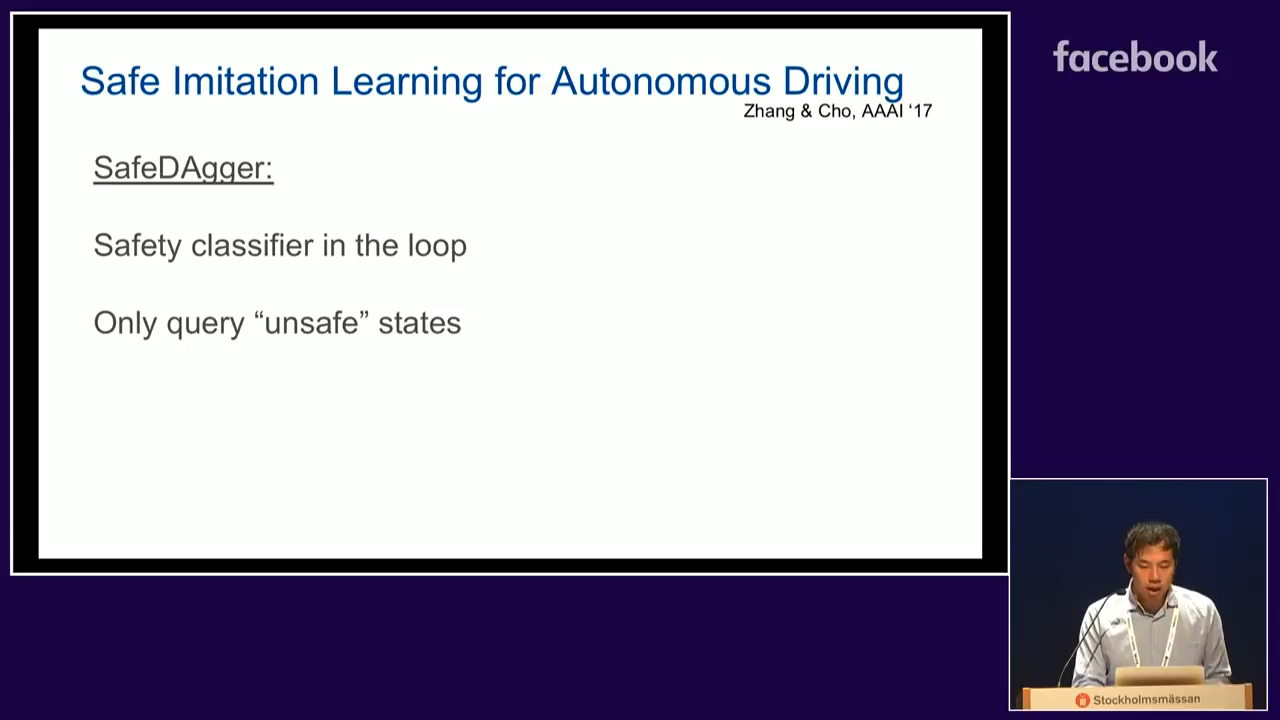 Safe Imitation Learning for Autonomous Driving
Zhang & Cho, AAAI ‘17
SafeDAgger:
Safety classifier in the loop
Only query “unsafe” states
facebook
Stockholmsmässan